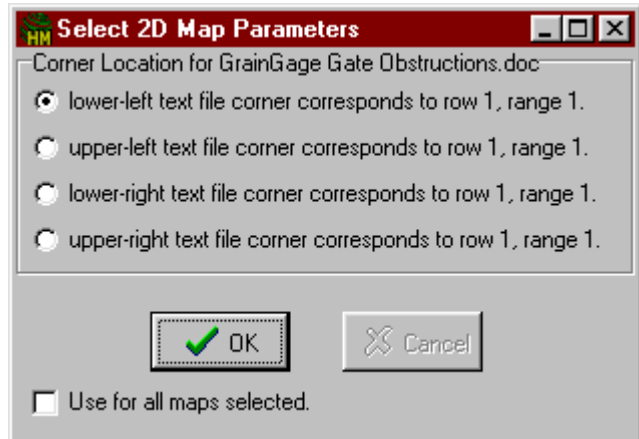 HM Select 2D Map Parameters
Corner Location for GrainGage Gate Obstructions.doc
lower-left text file corner corresponds to row 1, range 1.
upper-left text file corner corresponds to row 1, range 1.
lower-right text file corner corresponds to row 1, range 1.
upper-right text file corner corresponds to row 1, range 1.
OK Cancel
Use for all maps selected.